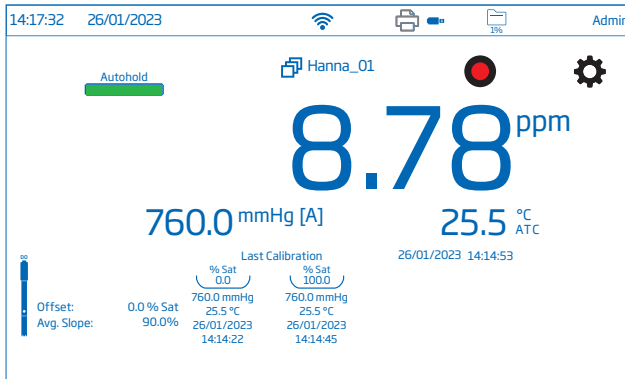 14:17:32 26/01/2023 1% Admin
Hanna_01
Autohold
8.78 ppm
760.0 mmHg [A] 25.5 °C
ATC
Last Calibration 26/01/2023 14:14:53
DO
% Sat % Sat
0.0 100.0
760.0 mmHg 760.0 mmHg
Offset: 0.0 % Sat 25.5 °C 25.5 °C
Avg. Slope: 90.0% 26/01/2023 26/01/2023
14:14:22 14:14:45